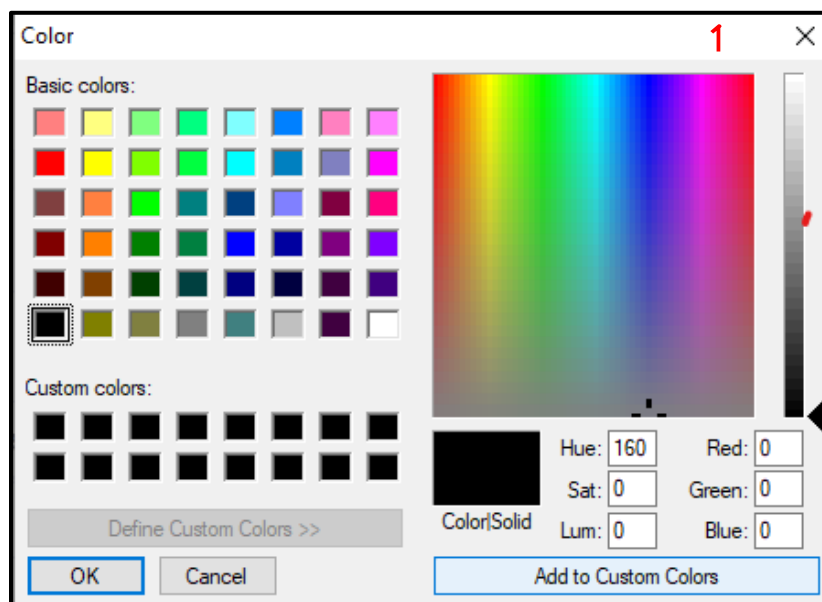 Color 1
Basic colors:
Custom colors:
Define Custom Colors >>
OK Cancel
Color|Solid
Hue: 160 Red: 0
Sat: 0 Green: 0
Lum: 0 Blue: 0
Add to Custom Colors